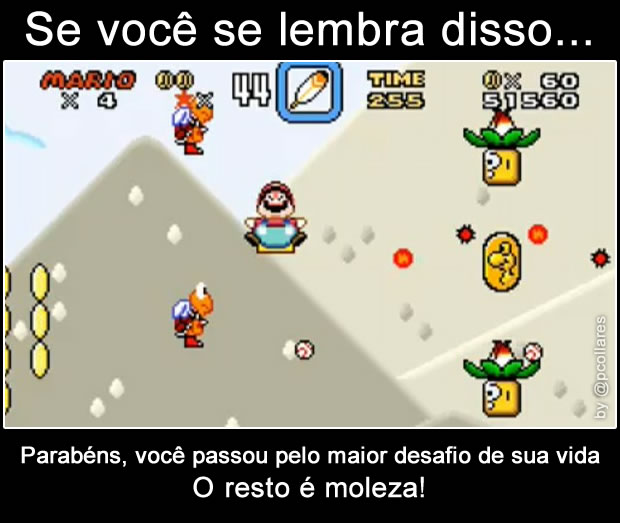 Se você se lembra disso...
MARIO
x 4
44
TIME
255
x 60
51560
by @pcollares
Parabéns, você passou pelo maior desafio de sua vida
O resto é moleza!